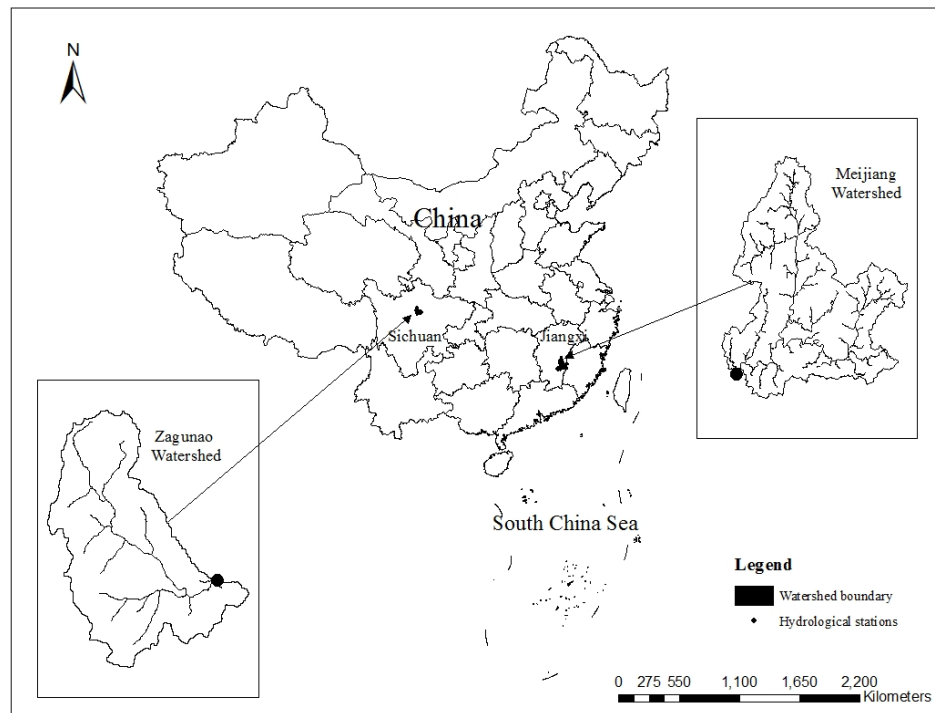 N
China
Meijiang
Watershed
Sichuan
Jiangxi
Zagunao
Watershed
South China Sea
Legend
Watershed boundary
Hydrological stations
0 275 550 1,100 1,650 2,200
Kilometers